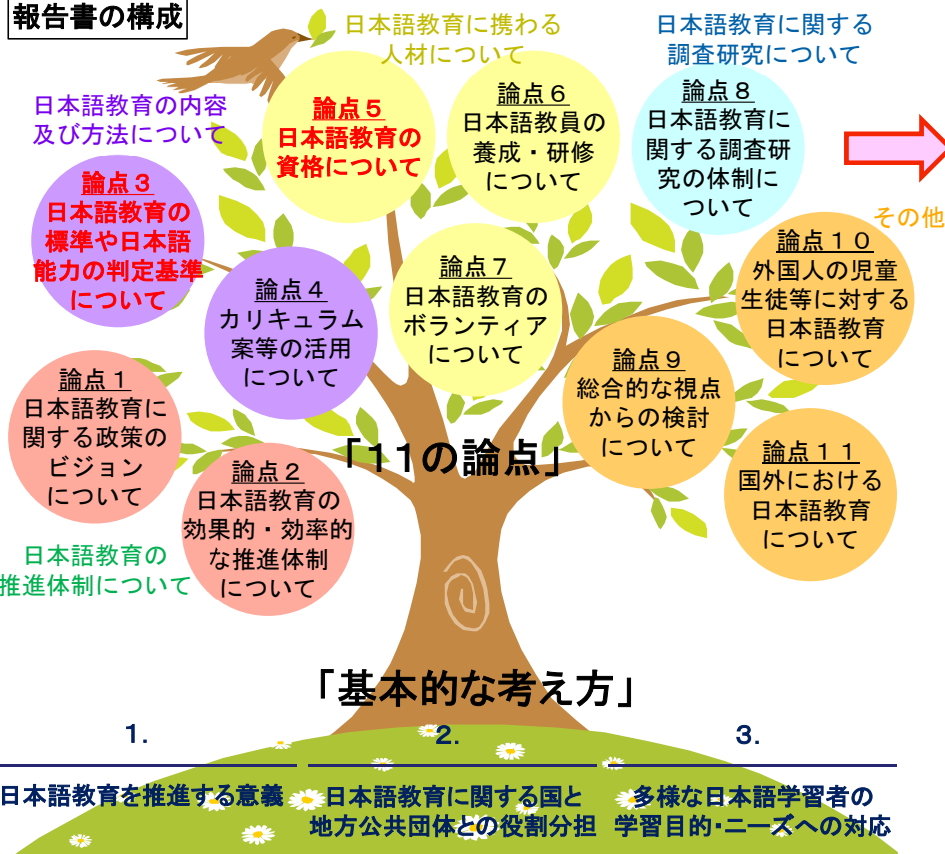 報告書の構成
日本語教育に携わる
人材について
日本語教育に関する
調査研究について
日本語教育の内容
及び方法について
論点５
日本語教育の
資格について
論点６
日本語教員の
養成・研修
について
論点８
日本語教育に
関する調査研
究の体制に
ついて
論点３
日本語教育の
標準や日本語
能力の判定基準
について
論点４
カリキュラム
案等の活用
について
論点７
日本語教育の
ボランティア
について
その他
論点１０
外国人の児童
生徒等に対する
日本語教育
について
論点１
日本語教育に
関する政策の
ビジョン
について
論点２
日本語教育の
効果的・効率的
な推進体制
について
論点９
総合的な視点
からの検討
について
論点１１
国外における
日本語教育
について
「11の論点」
日本語教育の
推進体制について
「基本的な考え方」
1.
日本語教育を推進する意義
2.
日本語教育に関する国と
地方公共団体との役割分担
3.
多様な日本語学習者の
学習目的・ニーズへの対応